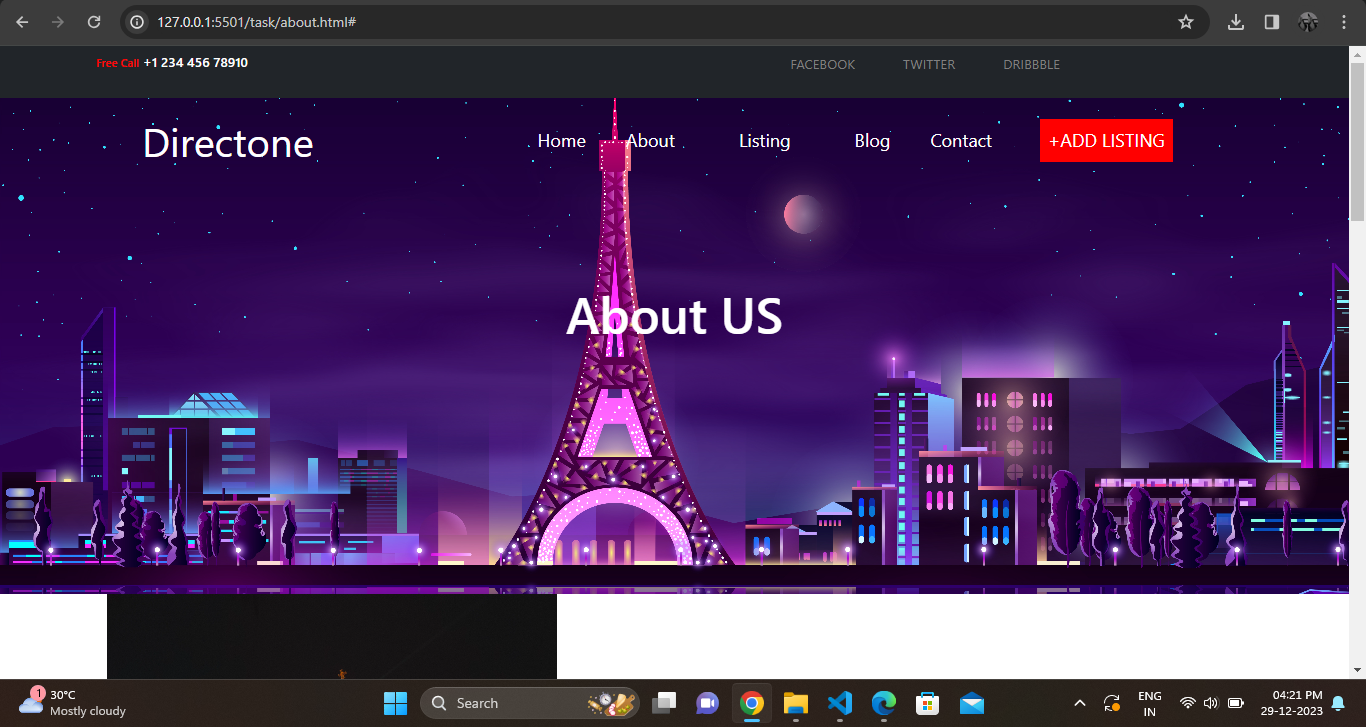 127.0.0.1:5501/task/about.html#
Free Call +1 234 456 78910
FACEBOOK TWITTER DRIBBBLE
Directone
Home About Listing Blog Contact +ADD LISTING
About US
1
30°C
Mostly cloudy
Search
ENG
IN
04:21 PM
29-12-2023